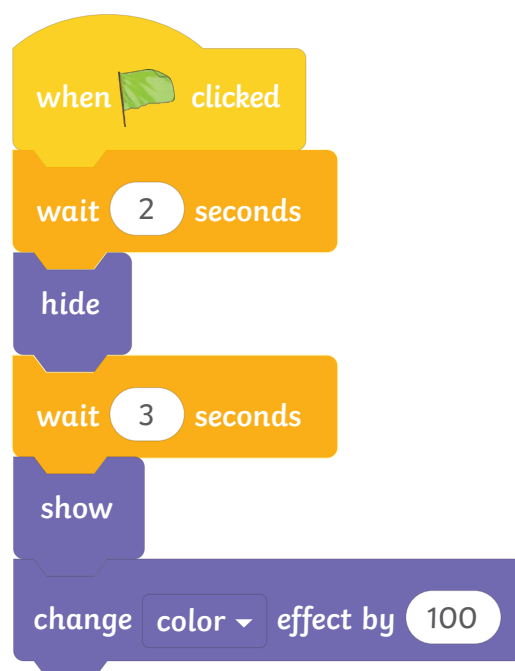 when clicked
wait 2 seconds
hide
wait 3 seconds
show
change color effect by 100